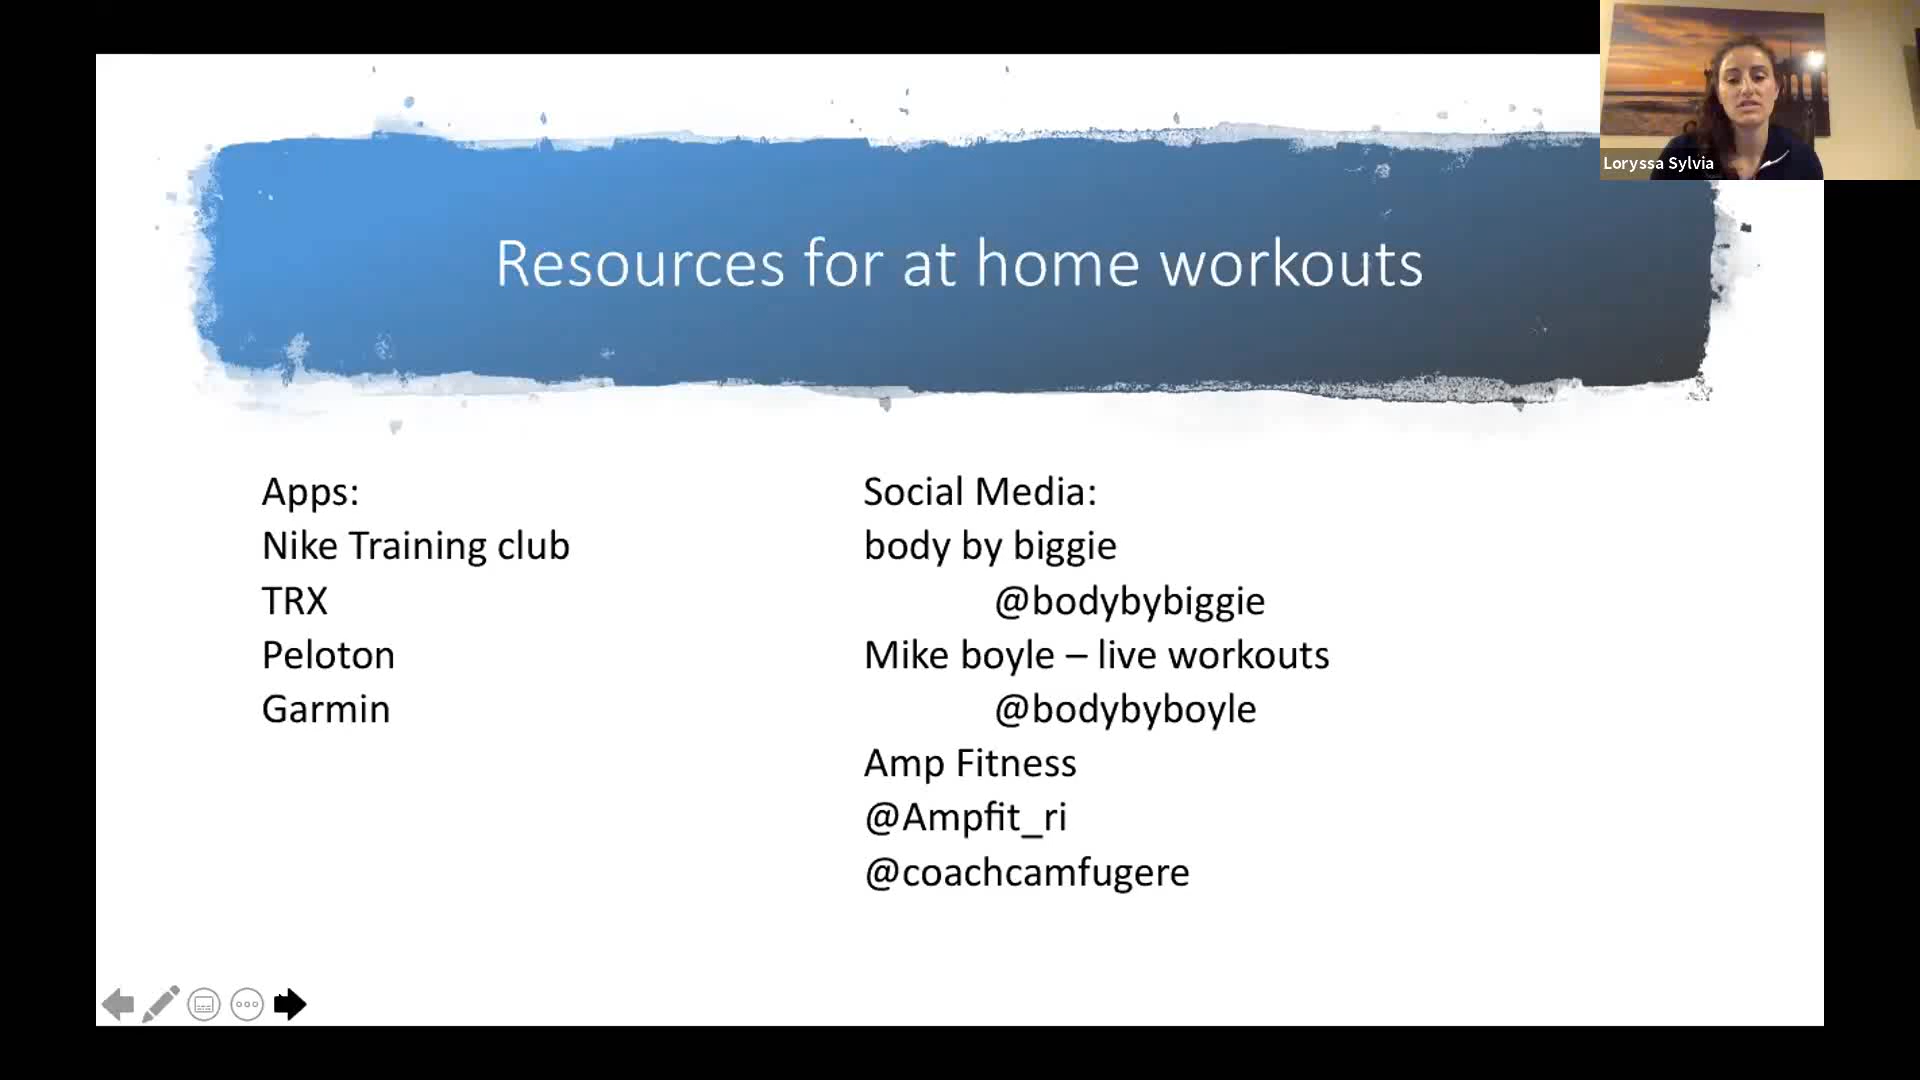 Loryssa Sylvia
Resources for at home workouts
Apps:
Nike Training club
TRX
Peloton
Garmin
Social Media:
body by biggie
@bodybybiggie
Mike boyle – live workouts
@bodybyboyle
Amp Fitness
@Ampfit_ri
@coachcamfugere